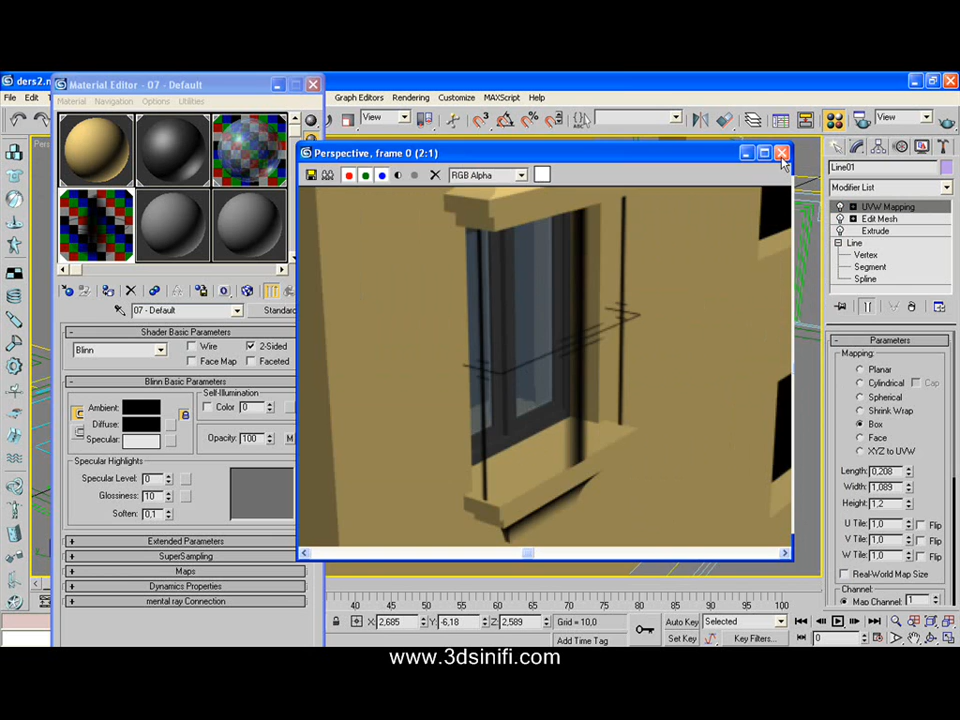 ders2.m
Material Editor - 07 - Default
Material Navigation Options Utilities
File Edit
Graph Editors Rendering Customize MAXScript Help
View
View
Perspective, frame 0 (2:1)
RGB Alpha
Line01
Modifier List
UVW Mapping
Edit Mesh
Extrude
Line
Vertex
Segment
Spline
07 - Default
Standard
Shader Basic Parameters
Blinn
Wire
2-Sided
Face Map
Faceted
Blinn Basic Parameters
Self-Illumination
Ambient:
Color 0
Diffuse:
Specular:
Opacity: 100
M
Specular Highlights
Specular Level: 0
Glossiness: 10
Soften: 0,1
Extended Parameters
SuperSampling
Maps
Dynamics Properties
mental ray Connection
Parameters
Mapping:
Planar
Cylindrical Cap
Spherical
Shrink Wrap
Box
Face
XYZ to UVW
Length: 0,208
Width: 1,089
Height: 1,2
U Tile: 1,0 Flip
V Tile: 1,0 Flip
W Tile: 1,0 Flip
Real-World Map Size
Channel:
Map Channel: 1
40 45 50 55 60 65 70 75 80 85 90 95 100
X: 2,685 Y: -6,18 Z: 2,589 Grid = 10,0
Auto Key Selected
Add Time Tag
Set Key Key Filters...
0
www.3dsinifi.com